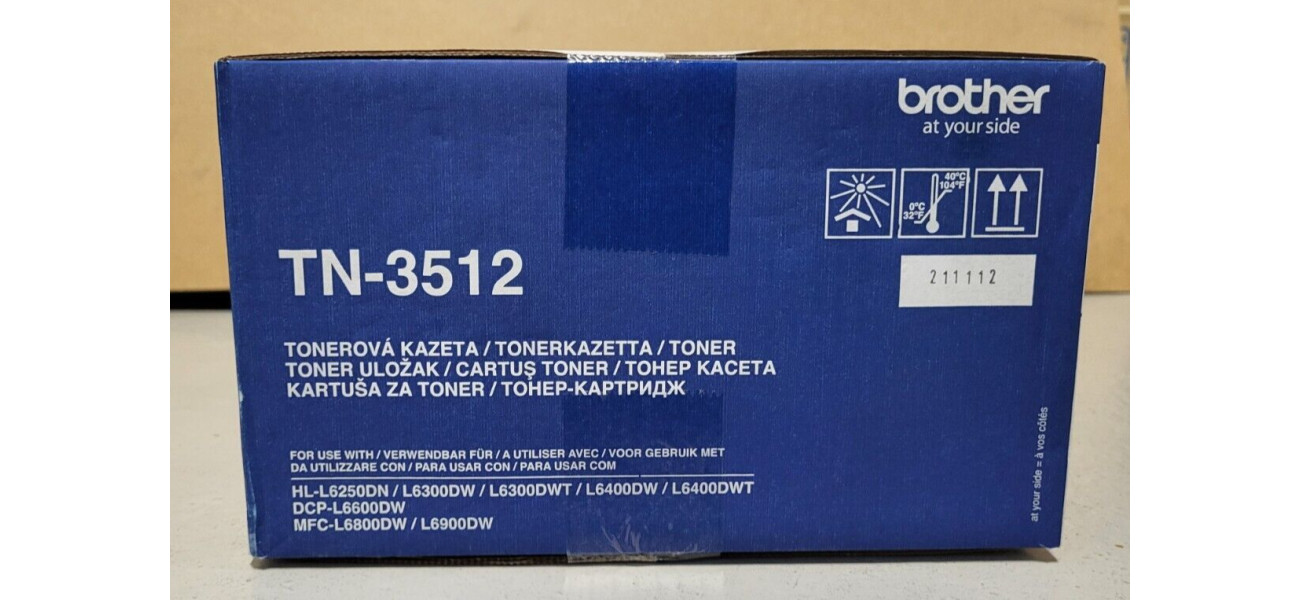 brother
at your side
40°C
104°F
0°C
32°F
211112
TN-3512
TONEROVÁ KAZETA / TONERKAZETTA / TONER
TONER ULOŽAK / CARTUŞ TONER / ТОНЕР КАСЕТА
KARTUŠA ZA TONER / ТОНЕР-КАРТРИДЖ
FOR USE WITH / VERWENDBAR FÜR / A UTILISER AVEC / VOOR GEBRUIK MET
DA UTILIZZARE CON / PARA USAR CON / PARA USAR COM
HL-L6250DN / L6300DW / L6300DWT / L6400DW / L6400DWT
DCP-L6600DW
MFC-L6800DW / L6900DW
at your side = à vos côtés